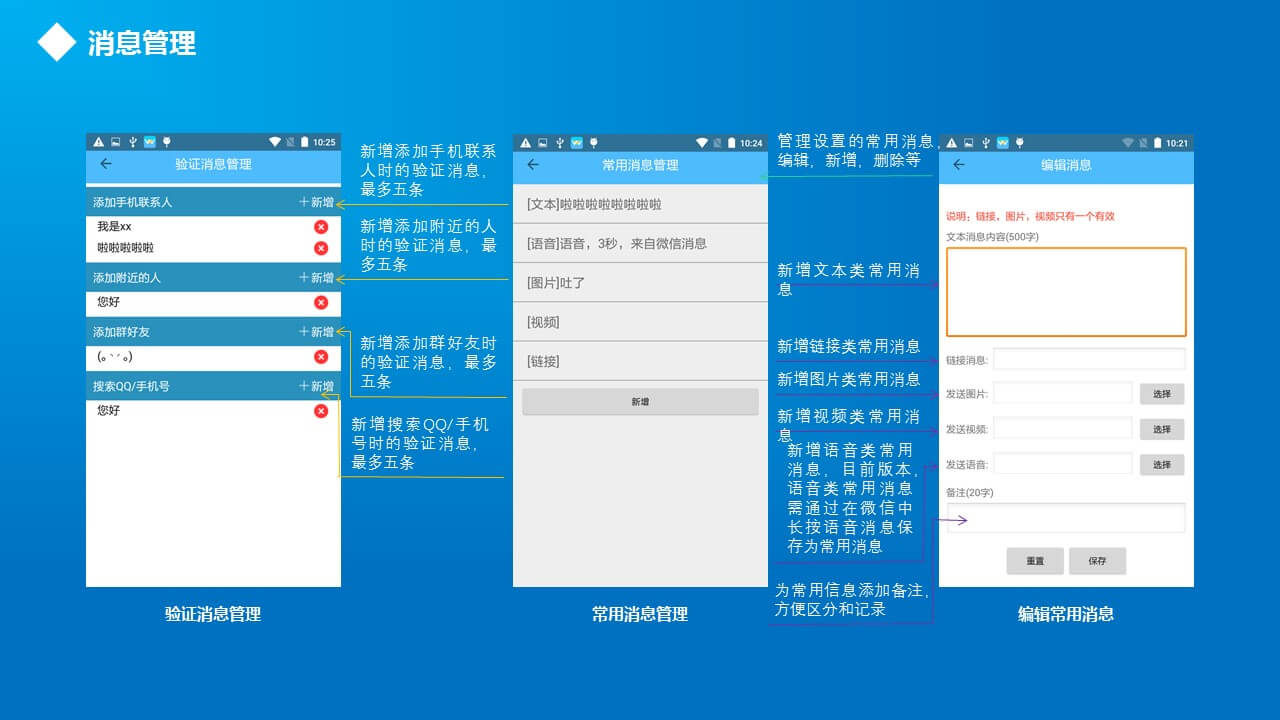 消息管理
10:25
验证消息管理
添加手机联系人
+新增
我是xx
啦啦啦啦啦
添加附近的人
+新增
您好
添加群好友
+新增
(｡ˋˊ｡)
搜索QQ/手机号
+新增
您好
验证消息管理
新增添加手机联系
人时的验证消息，
最多五条
新增添加附近的人
时的验证消息，最
多五条
新增添加群好友时
的验证消息，最多
五条
新增搜索QQ/手机
号时的验证消息，
最多五条
10:24
常用消息管理
[文本]啦啦啦啦啦啦啦啦
[语音]语音，3秒，来自微信消息
[图片]吐了
[视频]
[链接]
新增
常用消息管理
管理设置的常用消息，
编辑，新增，删除等
新增文本类常用消
息
新增链接类常用消息
新增图片类常用消息
新增视频类常用消
息
新增语音类常用
消息，目前版本，
语音类常用消息
需通过在微信中
长按语音消息保
存为常用消息
为常用信息添加备注，
方便区分和记录
10:21
编辑消息
说明：链接，图片，视频只有一个有效
文本消息内容(500字)
链接消息:
发送图片:
选择
发送视频:
选择
发送语音:
选择
备注(20字)
重置
保存
编辑常用消息